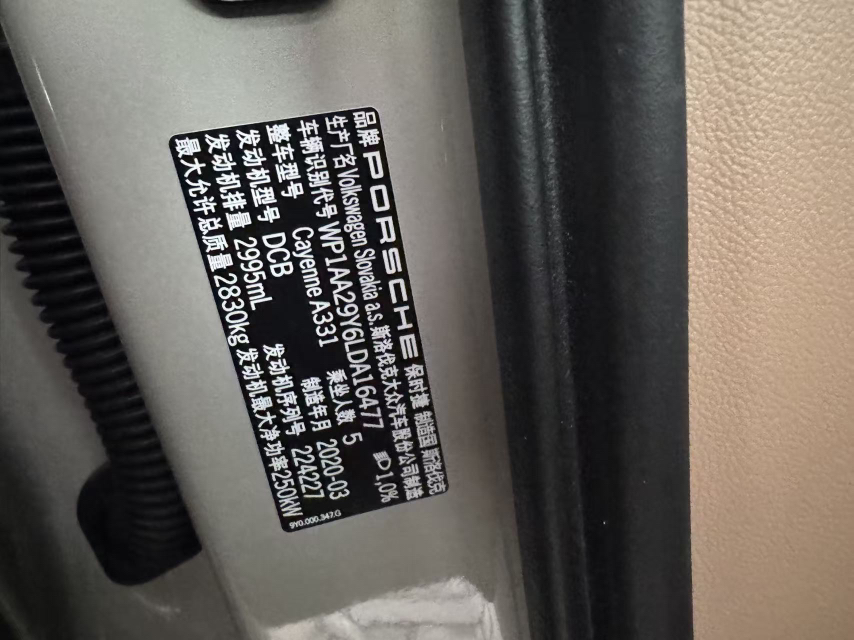 品牌 PORSCHE 保时捷 制造国 斯洛伐克
生产厂名 Volkswagen Slovakia a.s. 斯洛伐克大众汽车股份公司制造
车辆识别代号 WP1AA29Y6LDA16477 1,0%
整车型号 Cayenne A331 乘坐人数 5
发动机型号 DCB 制造年月 2020-03
发动机排量 2995mL 发动机序列号 224227
最大允许总质量 2830kg 发动机最大净功率250kW
9Y0.000.347.G